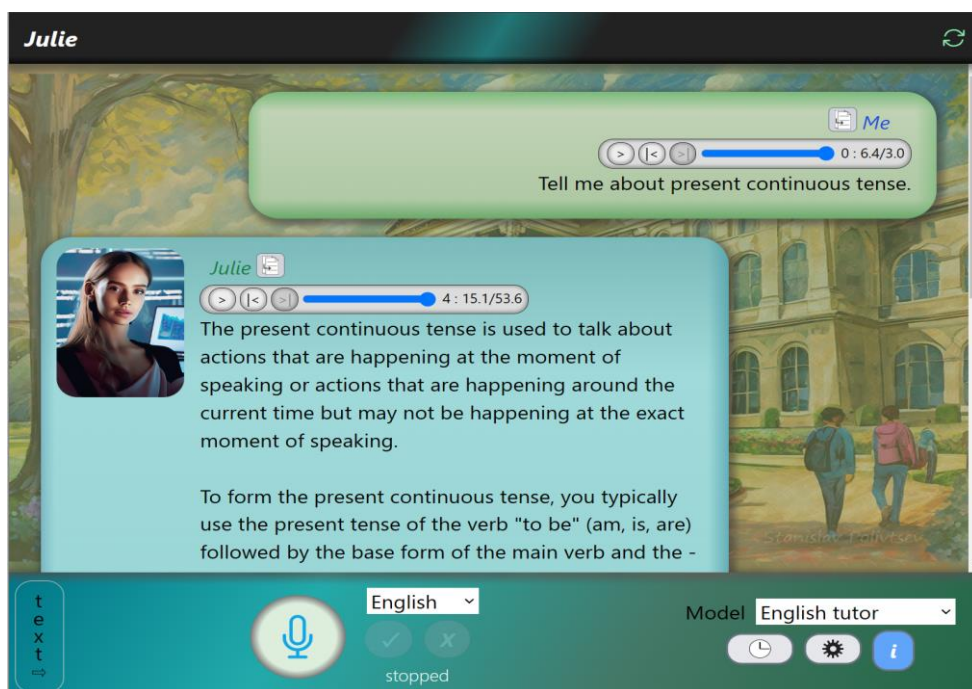 Julie
Me
> |< >| 0 : 6.4/3.0
Tell me about present continuous tense.
Julie
> |< >| 4 : 15.1/53.6
The present continuous tense is used to talk about
actions that are happening at the moment of
speaking or actions that are happening around the
current time but may not be happening at the exact
moment of speaking.
To form the present continuous tense, you typically
use the present tense of the verb "to be" (am, is, are)
followed by the base form of the main verb and the -
Stanislav Polivtsev
text
English
stopped
Model English tutor
i